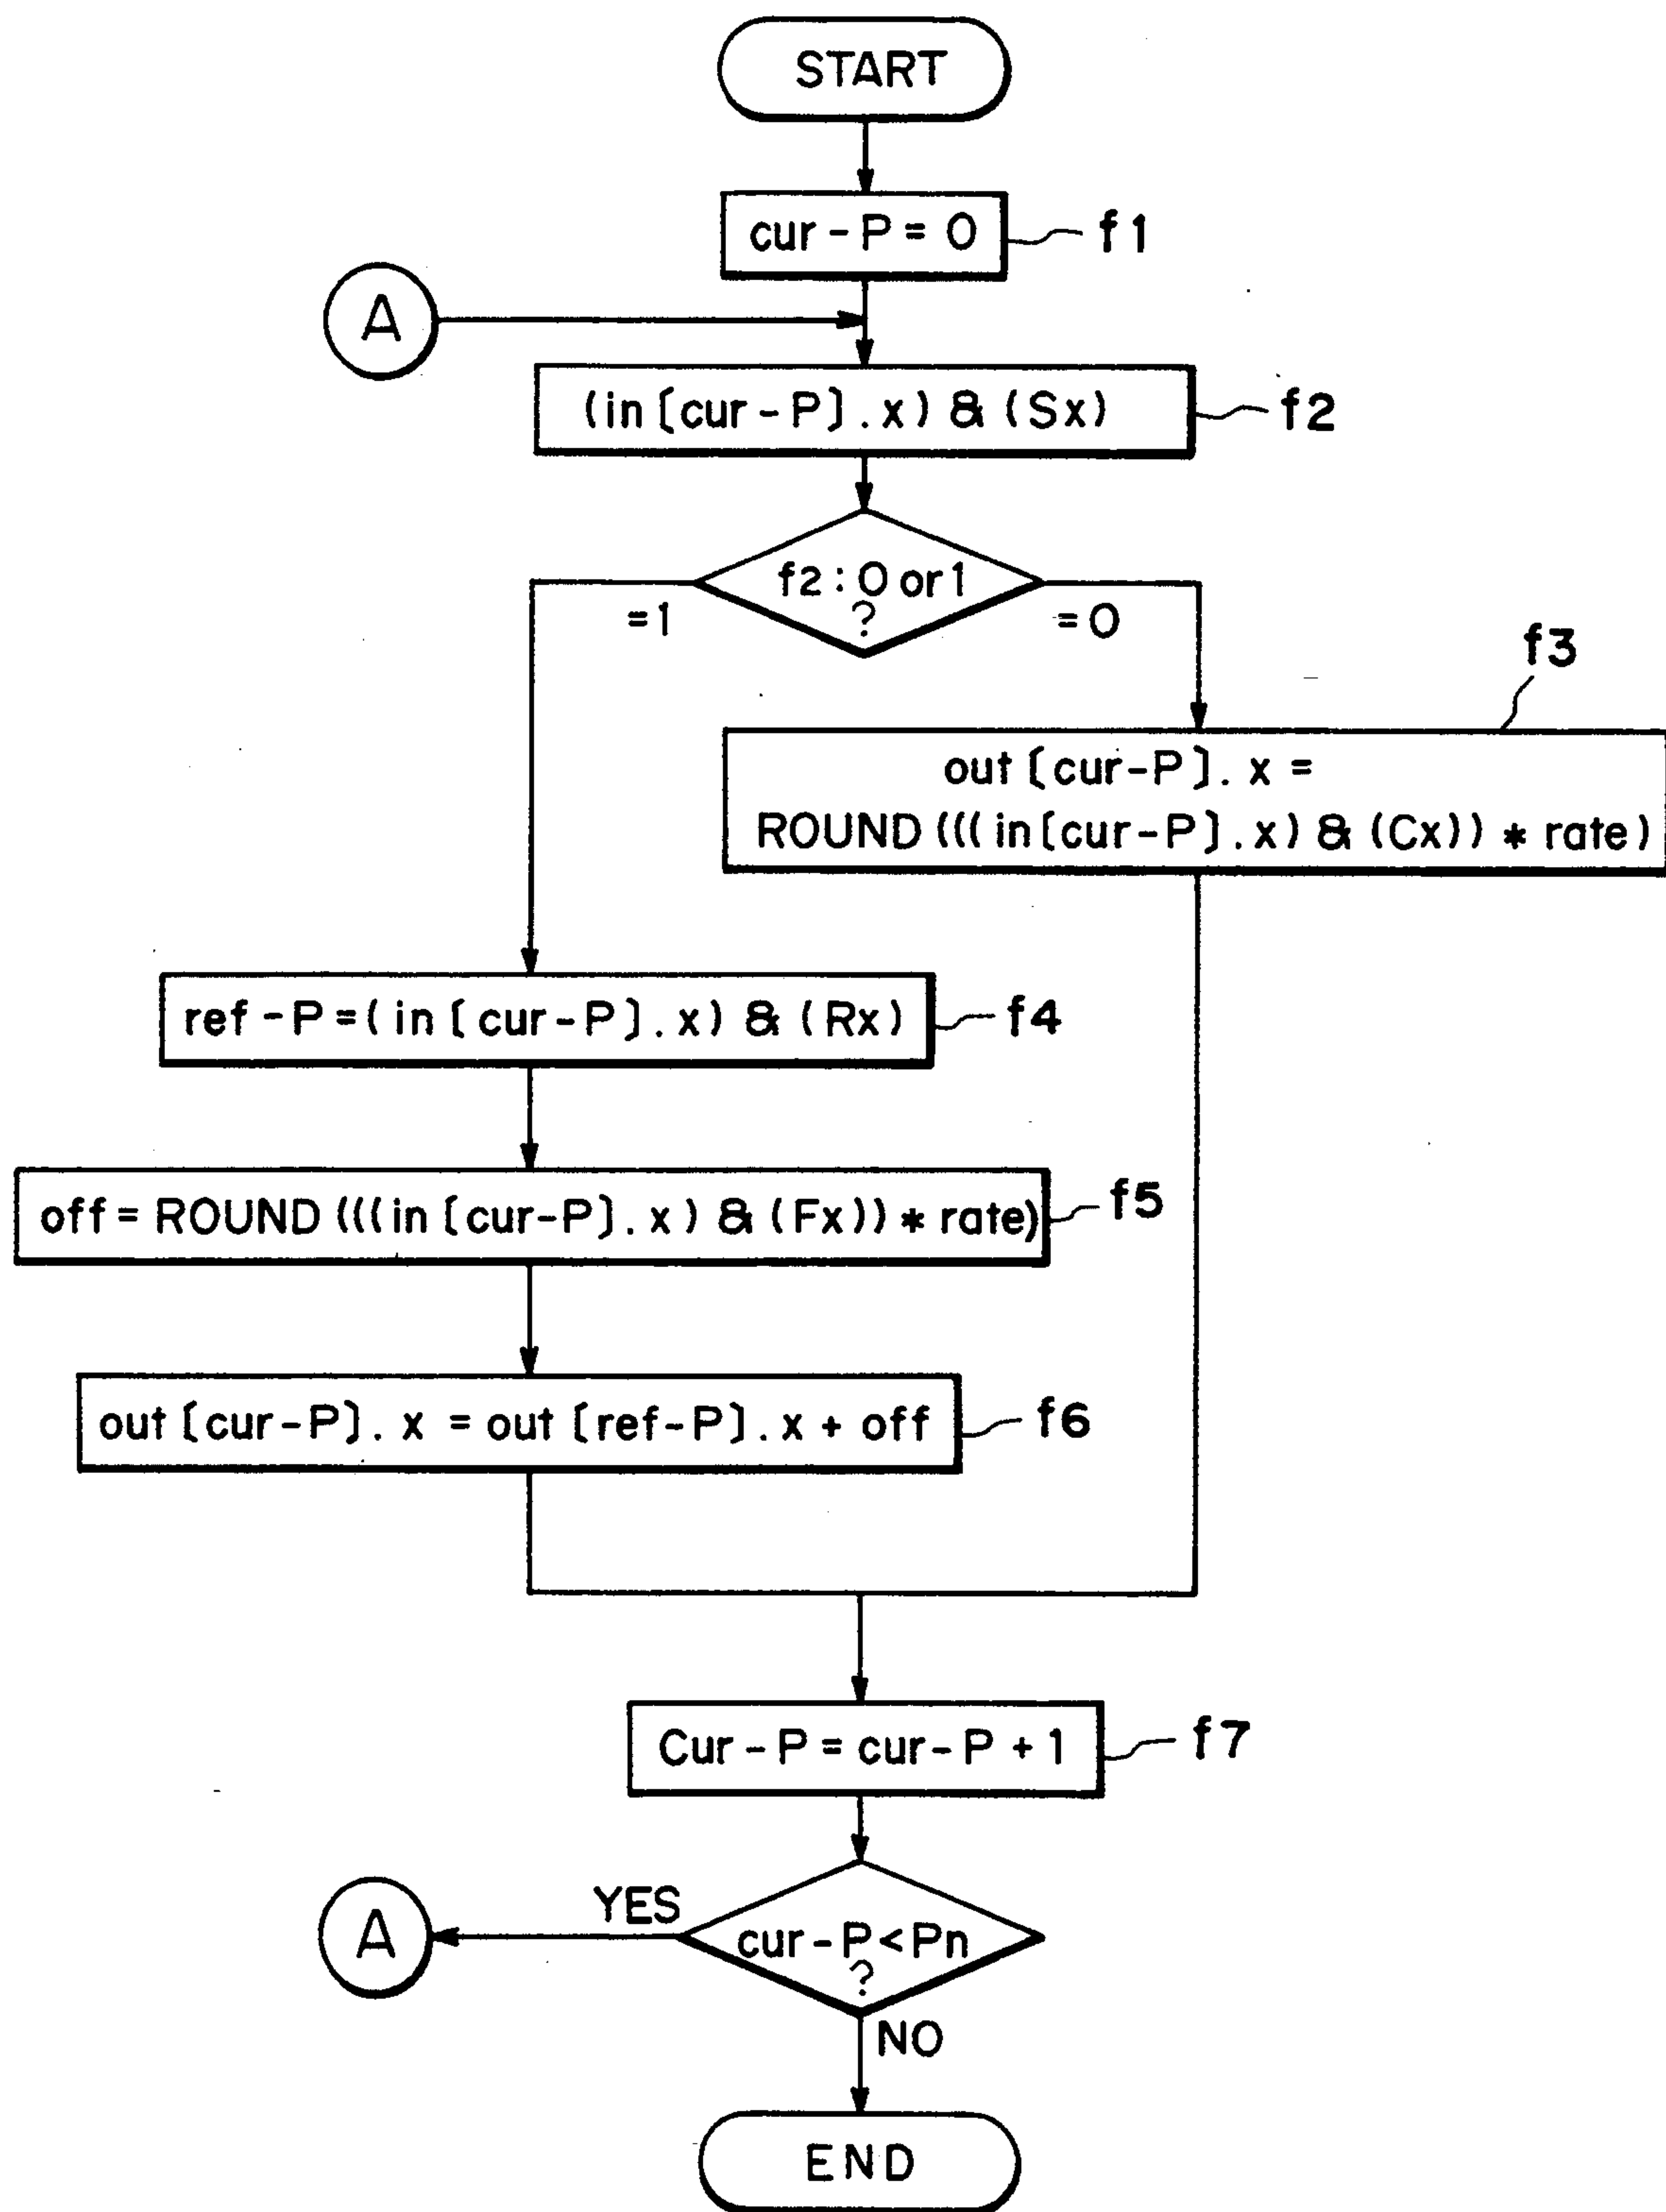 START
cur-P = 0
f1
A
(in[cur-P].x) & (Sx)
f2
f2 : 0 or 1
?
=1
=0
f3
out[cur-P].x =
ROUND(((in[cur-P].x) & (Cx)) * rate)
ref-P=(in[cur-P].x) & (Rx)
f4
off = ROUND(((in[cur-P].x) & (Fx)) * rate)
f5
out[cur-P].x = out[ref-P].x + off
f6
Cur-P = cur-P + 1
f7
A
YES
cur-P<Pn
?
NO
END